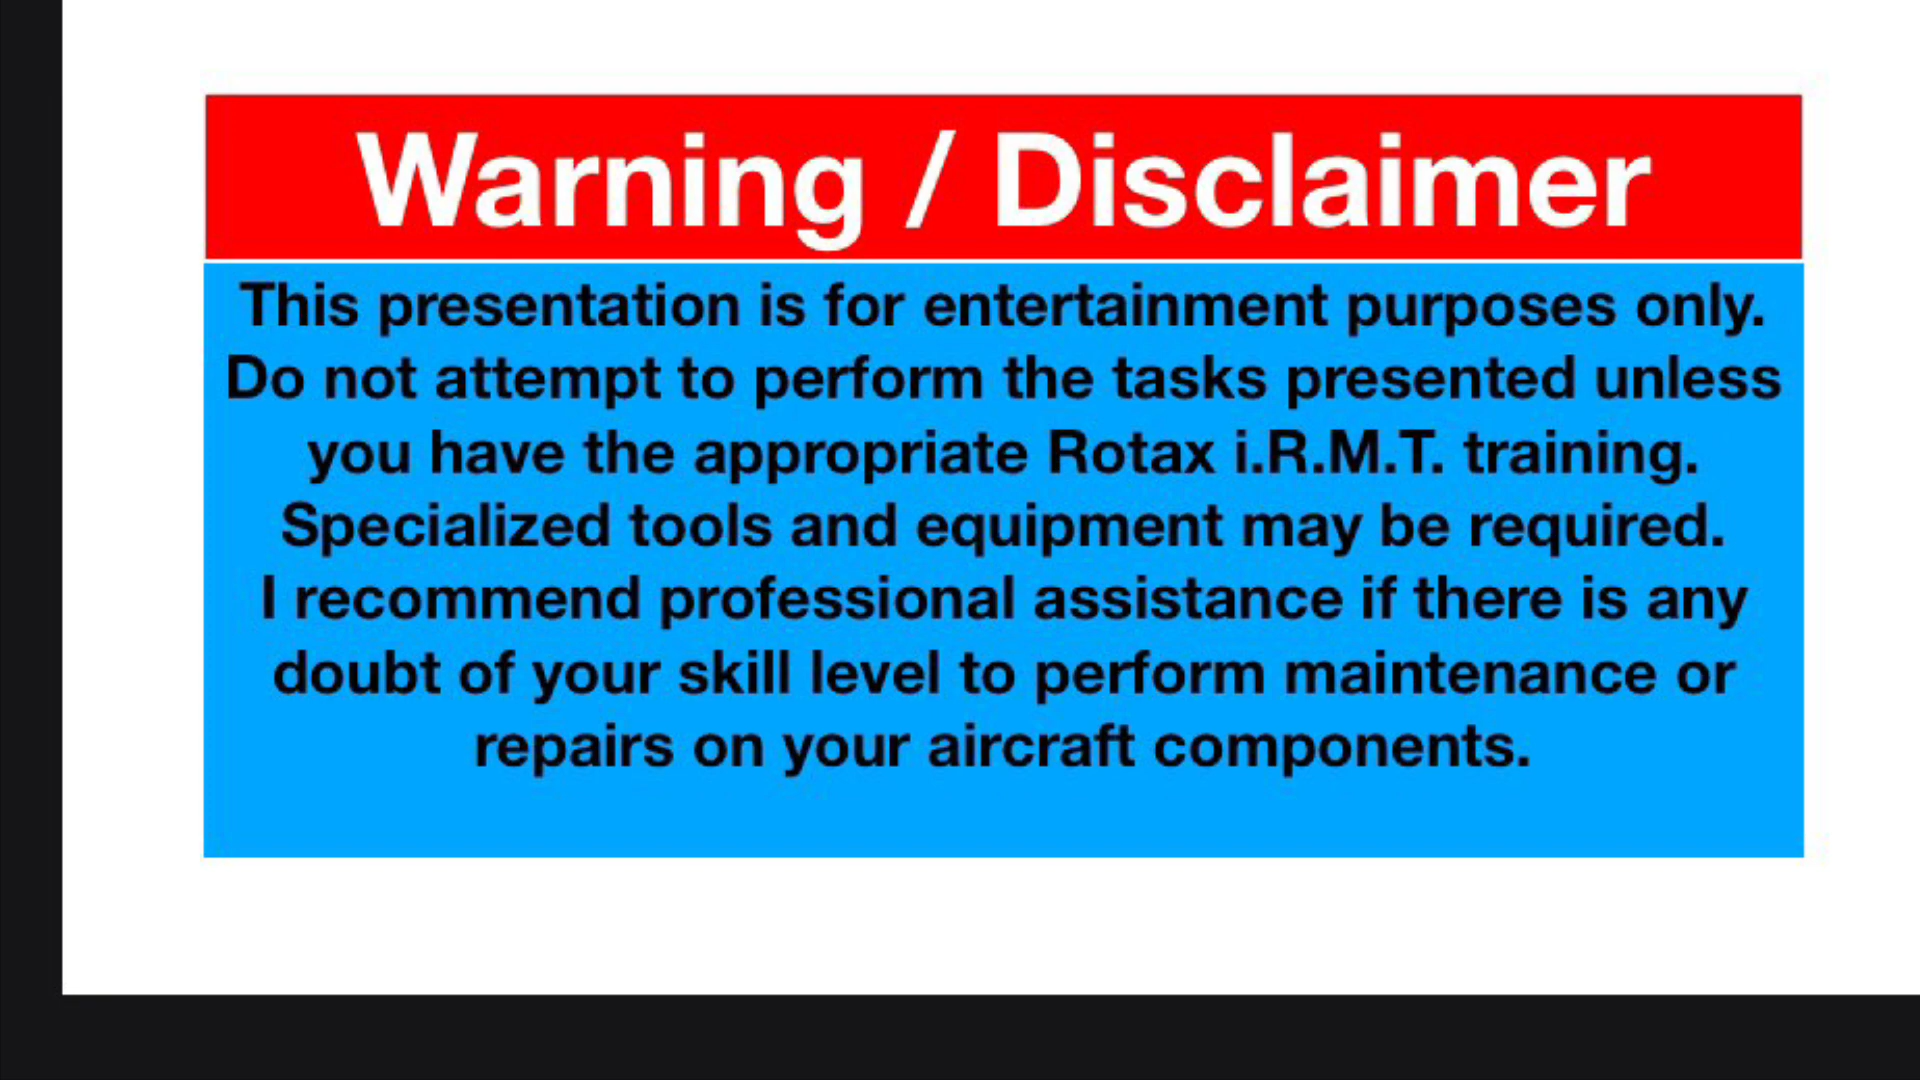 Warning / Disclaimer
This presentation is for entertainment purposes only.
Do not attempt to perform the tasks presented unless
you have the appropriate Rotax i.R.M.T. training.
Specialized tools and equipment may be required.
I recommend professional assistance if there is any
doubt of your skill level to perform maintenance or
repairs on your aircraft components.